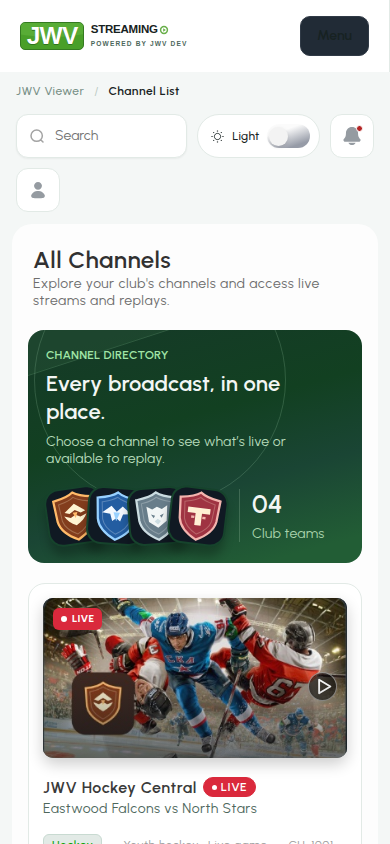 JWV STREAMING
POWERED BY JWV DEV
Menu
JWV Viewer / Channel List
Search
Light
All Channels
Explore your club's channels and access live
streams and replays.
CHANNEL DIRECTORY
Every broadcast, in one
place.
Choose a channel to see what's live or
available to replay.
04
Club teams
LIVE
JWV Hockey Central LIVE
Eastwood Falcons vs North Stars
Hockey Youth hockey · Live game